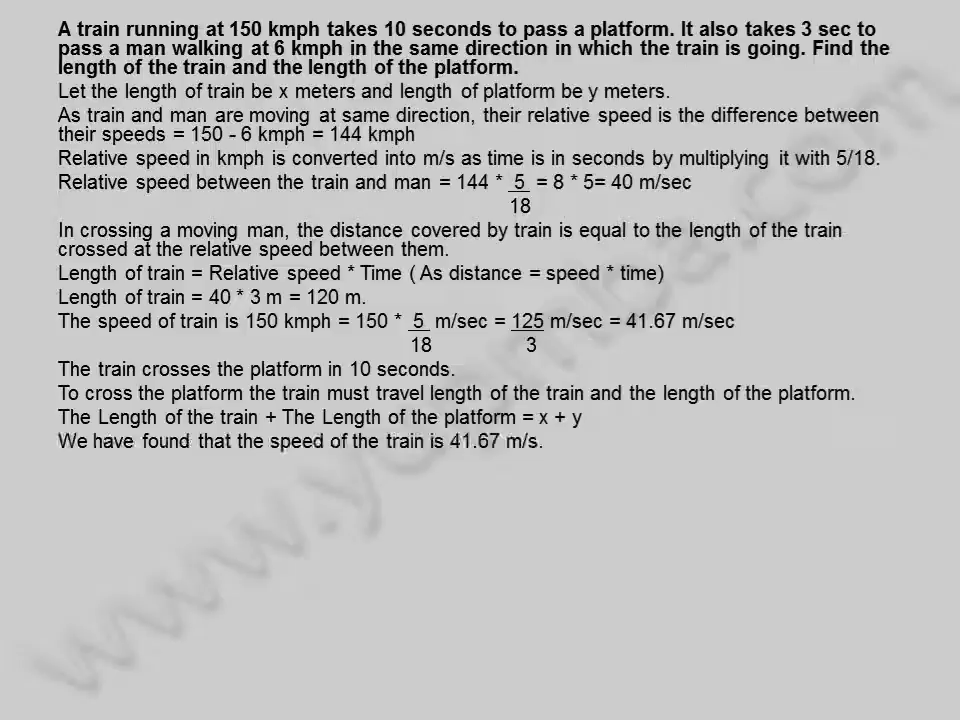 A train running at 150 kmph takes 10 seconds to pass a platform. It also takes 3 sec to
pass a man walking at 6 kmph in the same direction in which the train is going. Find the
length of the train and the length of the platform.
Let the length of train be x meters and length of platform be y meters.
As train and man are moving at same direction, their relative speed is the difference between
their speeds = 150 - 6 kmph = 144 kmph
Relative speed in kmph is converted into m/s as time is in seconds by multiplying it with 5/18.
Relative speed between the train and man = 144 * 5 = 8 * 5= 40 m/sec
18
In crossing a moving man, the distance covered by train is equal to the length of the train
crossed at the relative speed between them.
Length of train = Relative speed * Time ( As distance = speed * time)
Length of train = 40 * 3 m = 120 m.
The speed of train is 150 kmph = 150 * 5 m/sec = 125 m/sec = 41.67 m/sec
18 3
The train crosses the platform in 10 seconds.
To cross the platform the train must travel length of the train and the length of the platform.
The Length of the train + The Length of the platform = x + y
We have found that the speed of the train is 41.67 m/s.